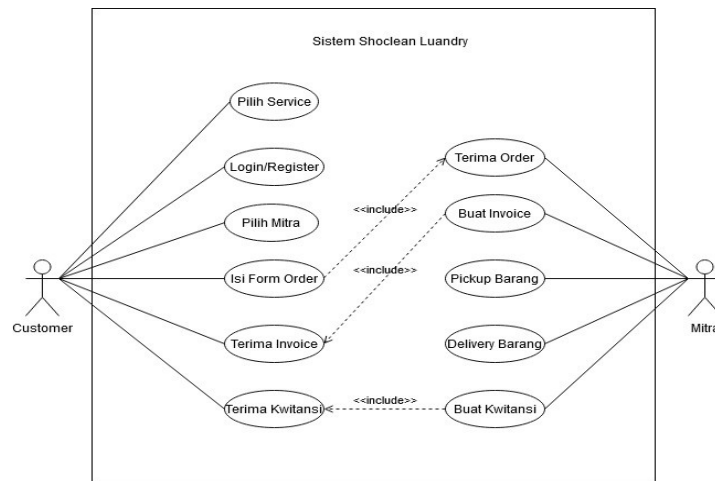 Sistem Shoclean Luandry
Pilih Service
Login/Register
Pilih Mitra
Isi Form Order
Terima Invoice
Terima Kwitansi
Customer
<<include>>
<<include>>
<<include>>
Terima Order
Buat Invoice
Pickup Barang
Delivery Barang
Buat Kwitansi
Mitra